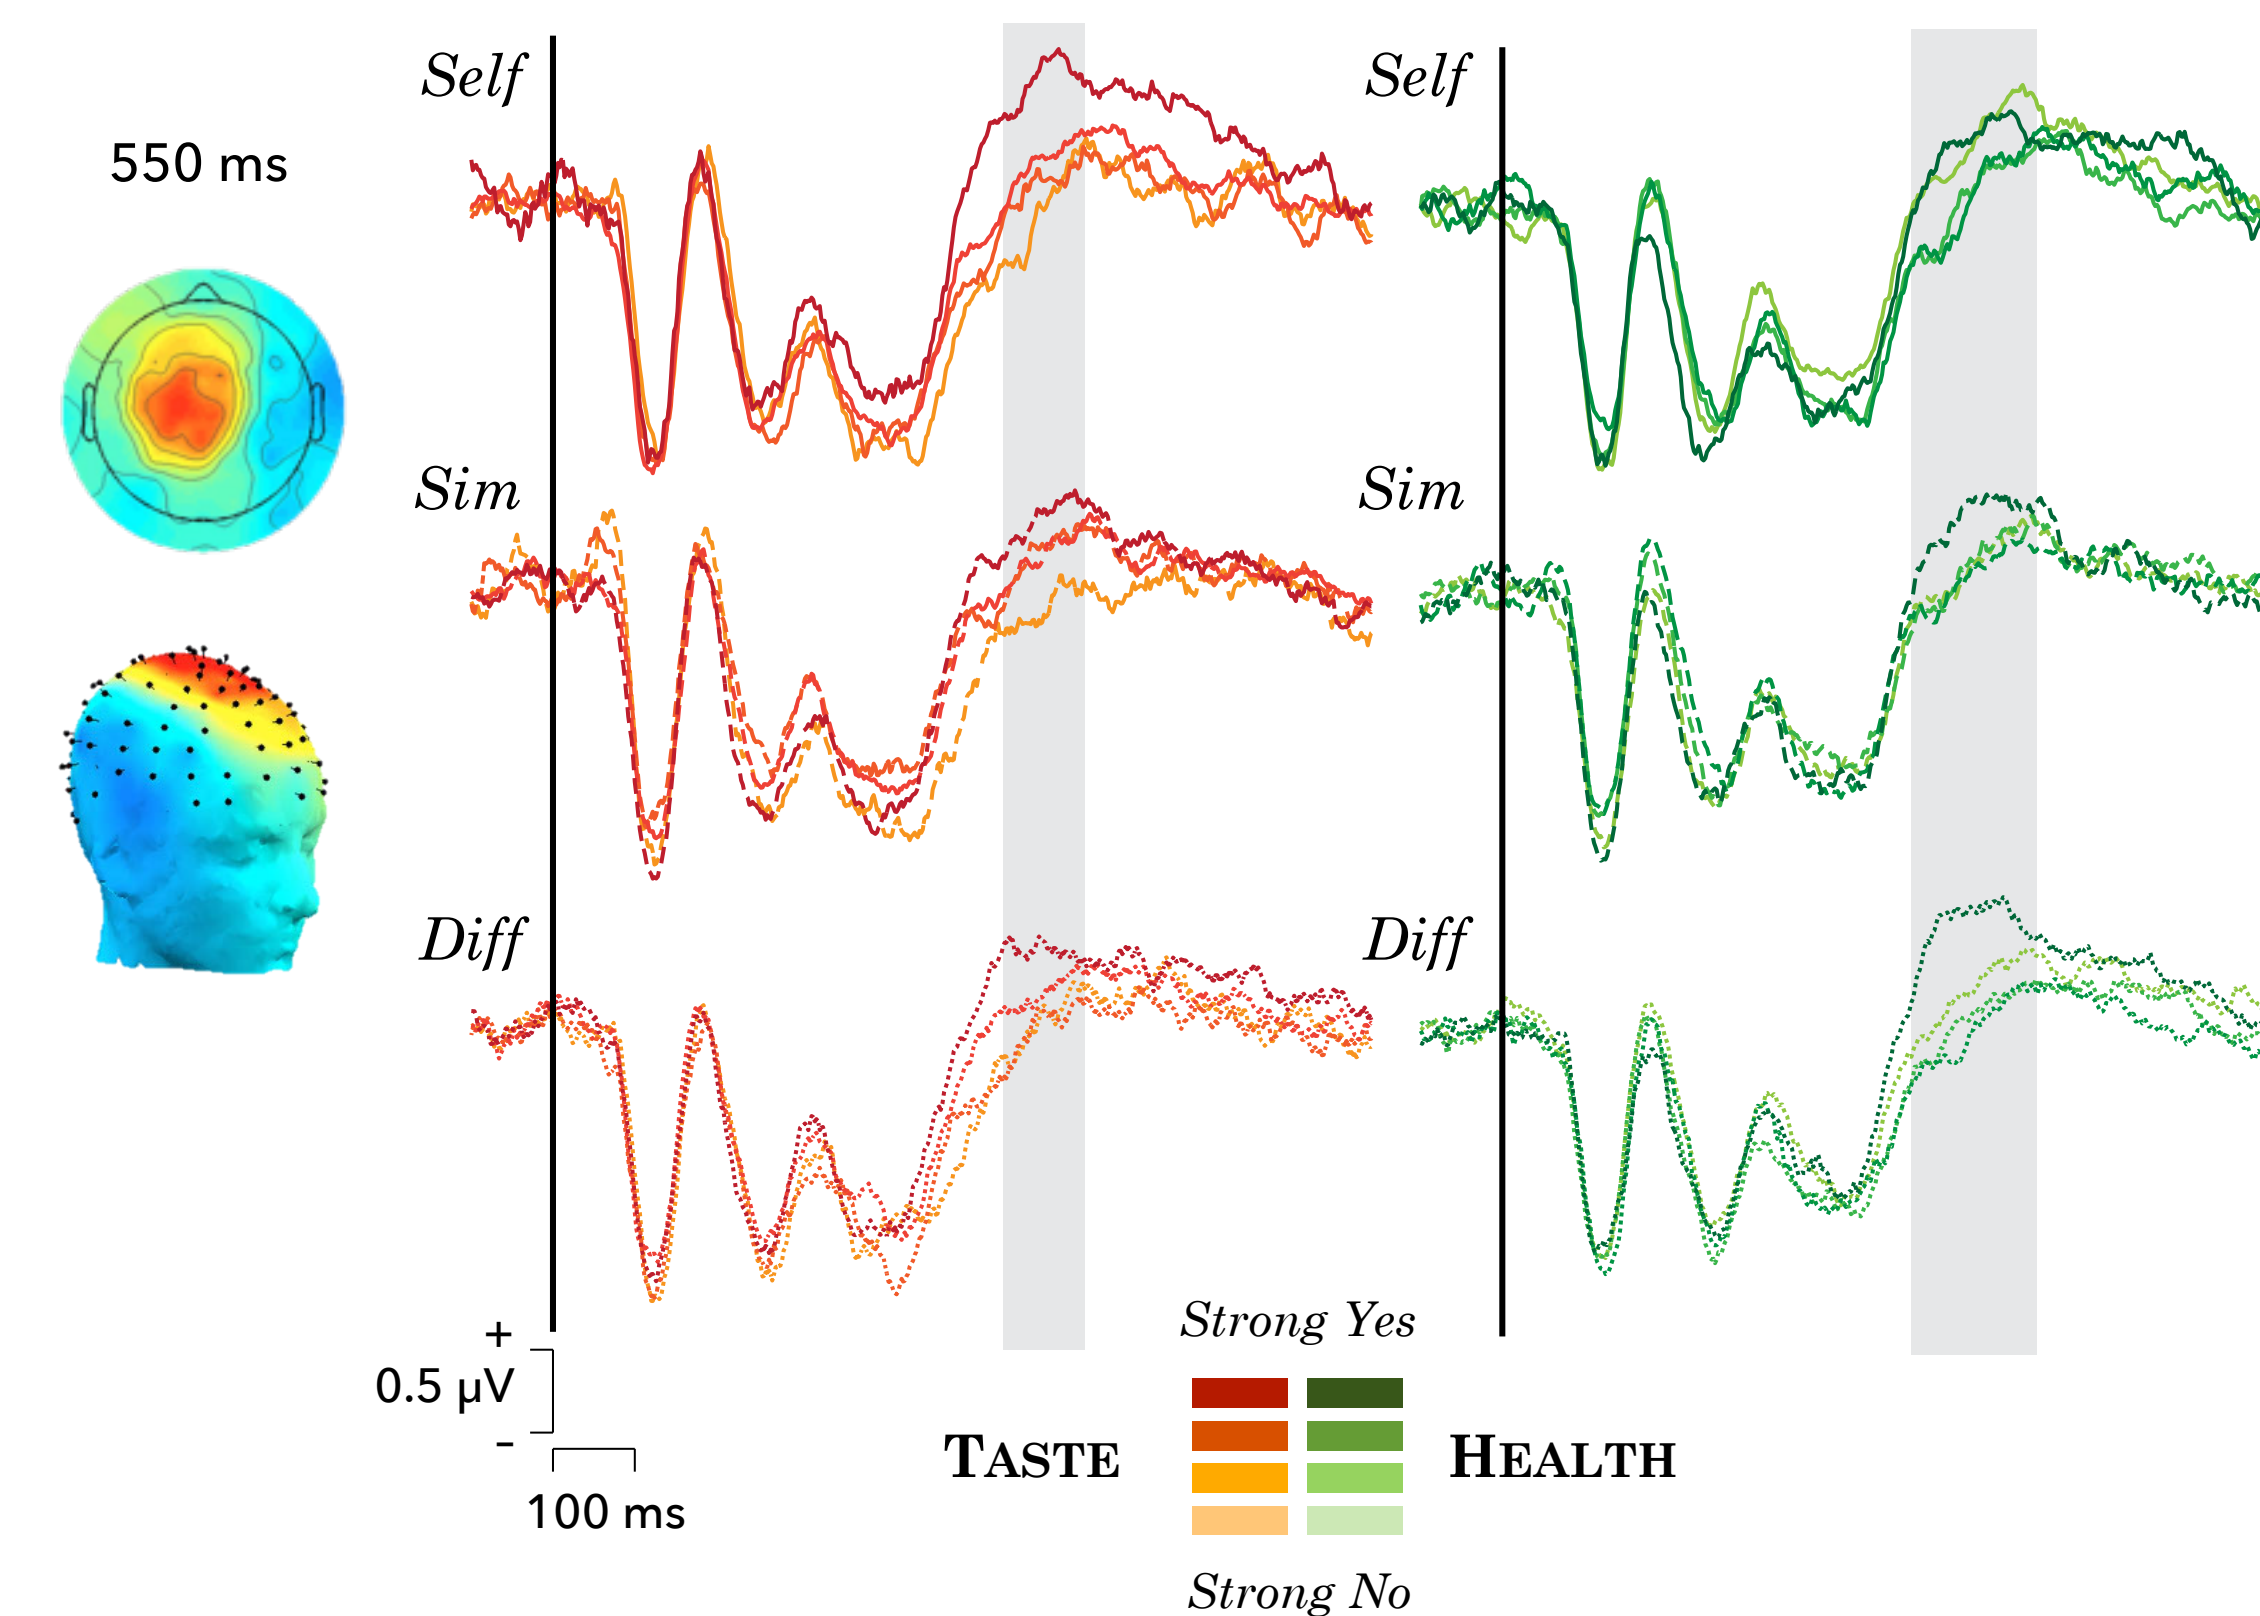 550 ms
Self
Self
Sim
Sim
Diff
Diff
+
0.5 µV
-
100 ms
Strong Yes
TASTE
HEALTH
Strong No